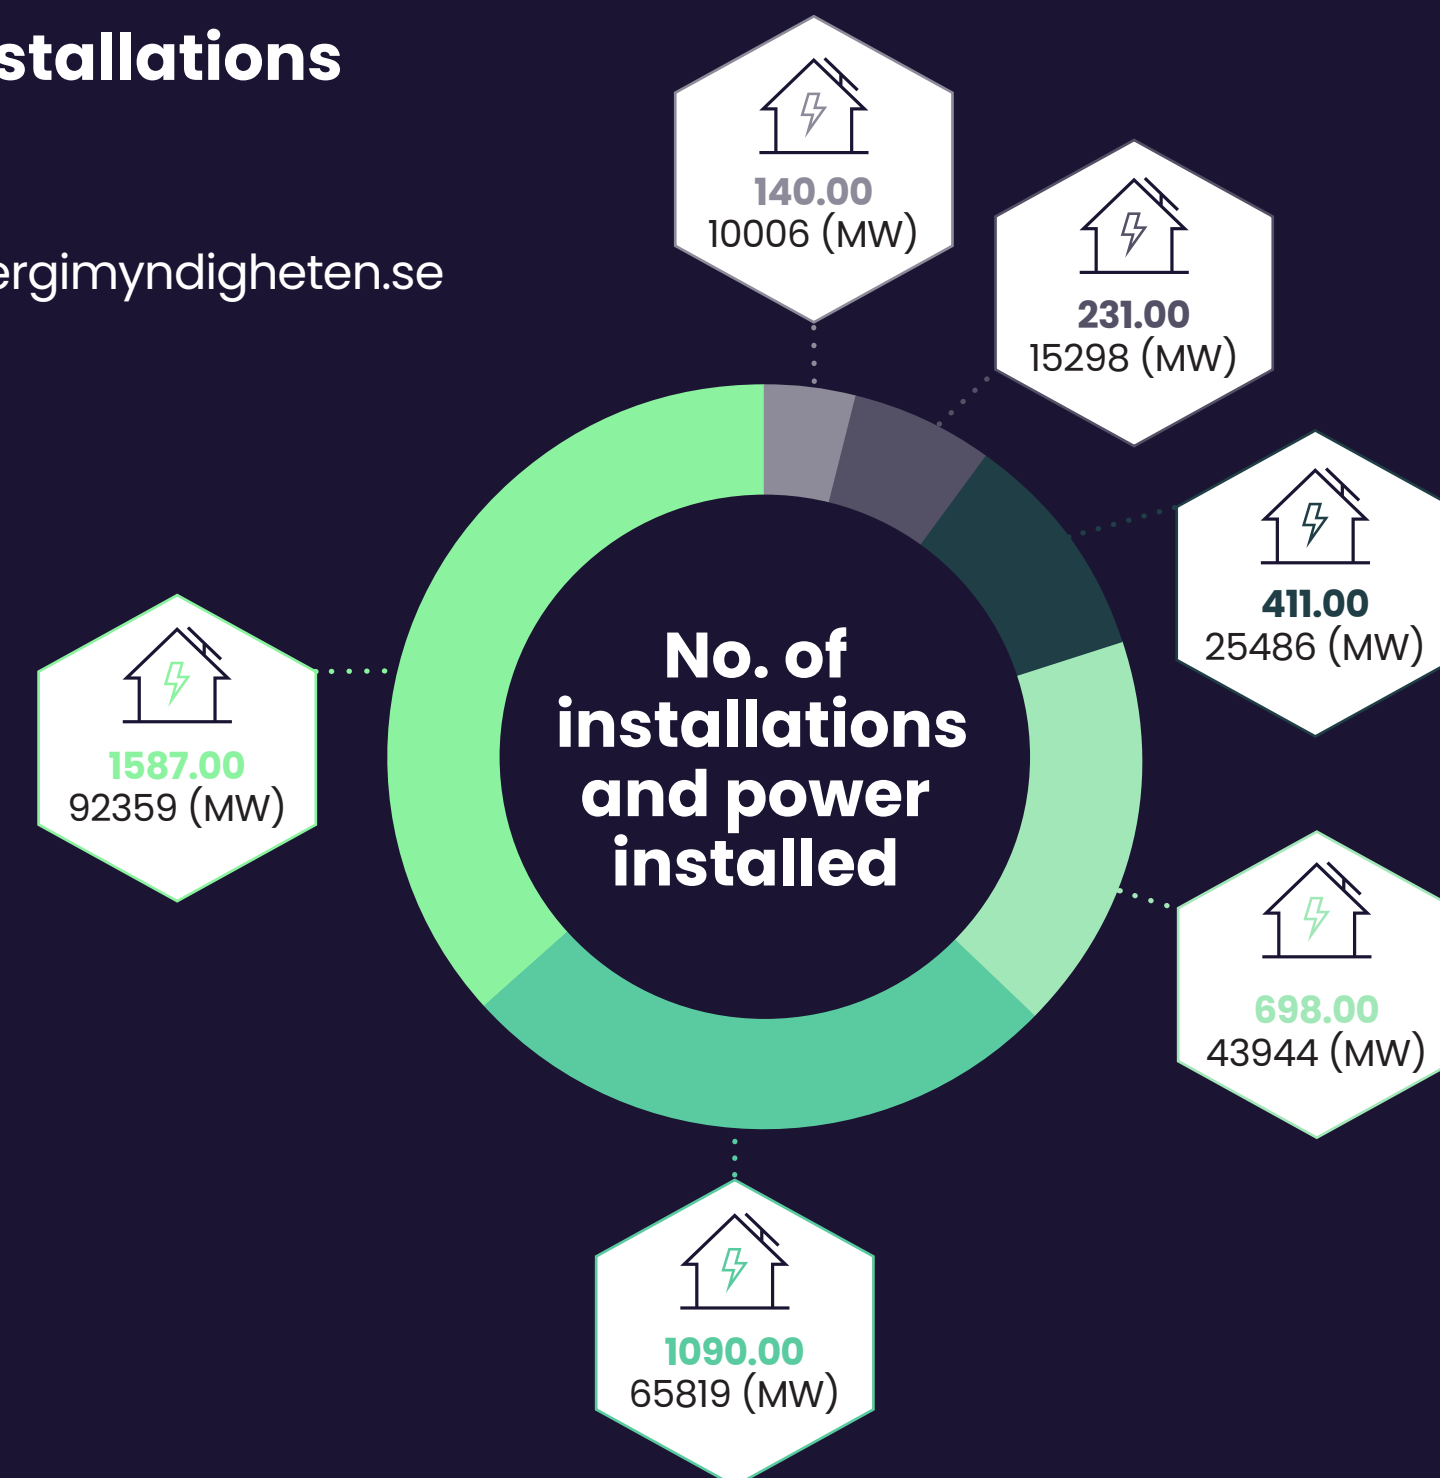 stallations
ergimyndigheten.se
140.00
10006 (MW)
231.00
15298 (MW)
411.00
25486 (MW)
No. of
installations
and power
installed
1587.00
92359 (MW)
698.00
43944 (MW)
1090.00
65819 (MW)